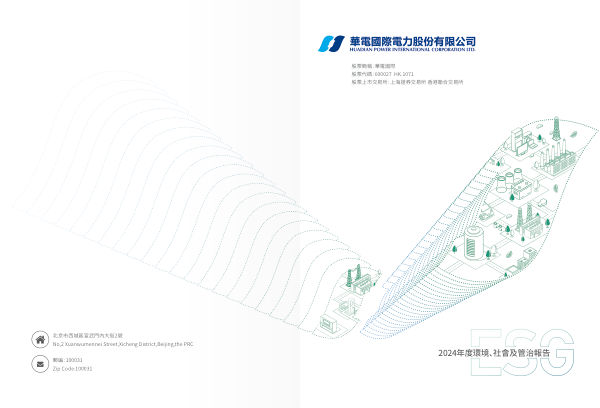 華電國際電力股份有限公司
HUADIAN POWER INTERNATIONAL CORPORATION LTD.
股票簡稱: 華電國際
股票代碼: 600027 HK 1071
股票上市交易所: 上海證券交易所 香港聯合交易所
ESG
2024年度環境、社會及管治報告
北京市西城區宣武門內大街2號
No,2 Xuanwumennei Street,Xicheng District,Beijing,the PRC
郵編: 100031
Zip Code 100031